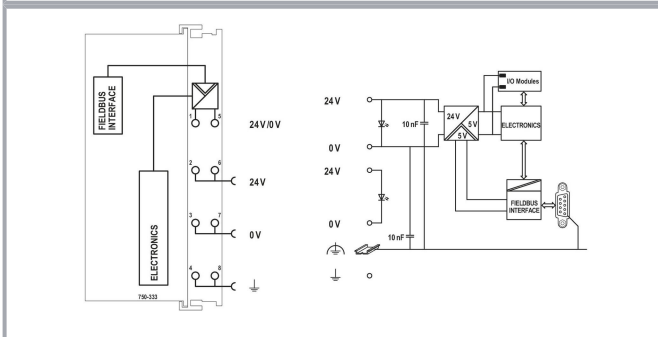 FIELDBUS
INTERFACE
ELECTRONICS
750-333
1 5
24 V/0 V
2 6
24 V
3 7
0 V
4 8
24 V
0 V
24 V
0 V
10 nF
10 nF
24 V
5 V
5 V
I/O Modules
ELECTRONICS
FIELDBUS
INTERFACE